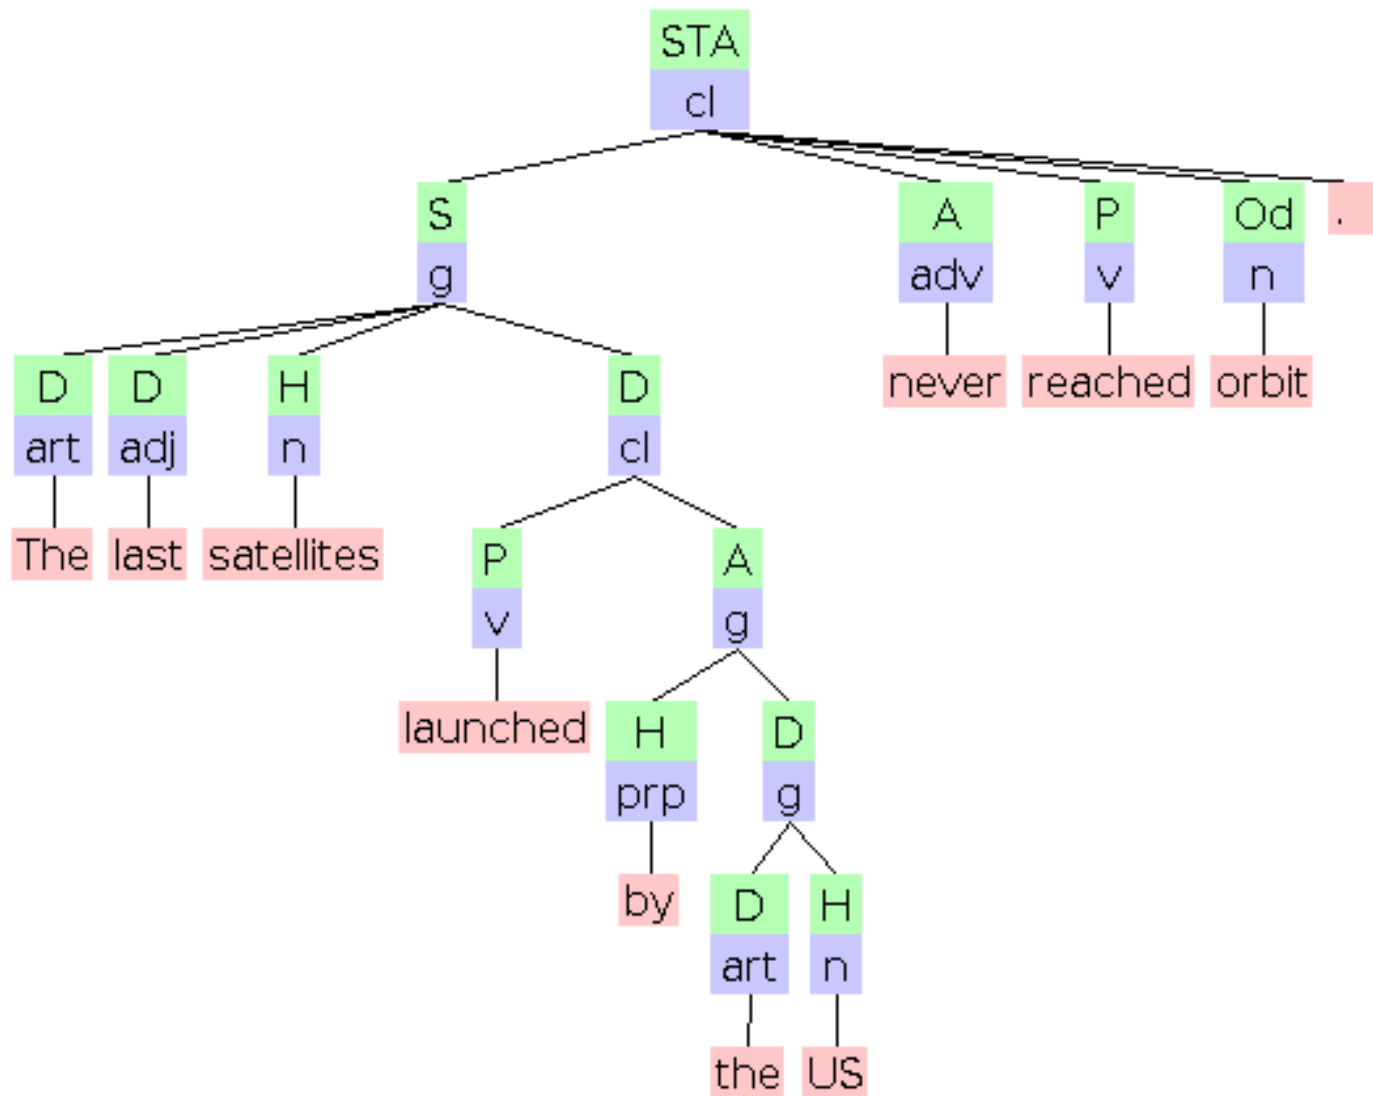 STA
cl
S A P Od .
g adv v n
D D H D never reached orbit
art adj n cl
The last satellites P A
v g
launched H D
prp g
by D H
art n
the US